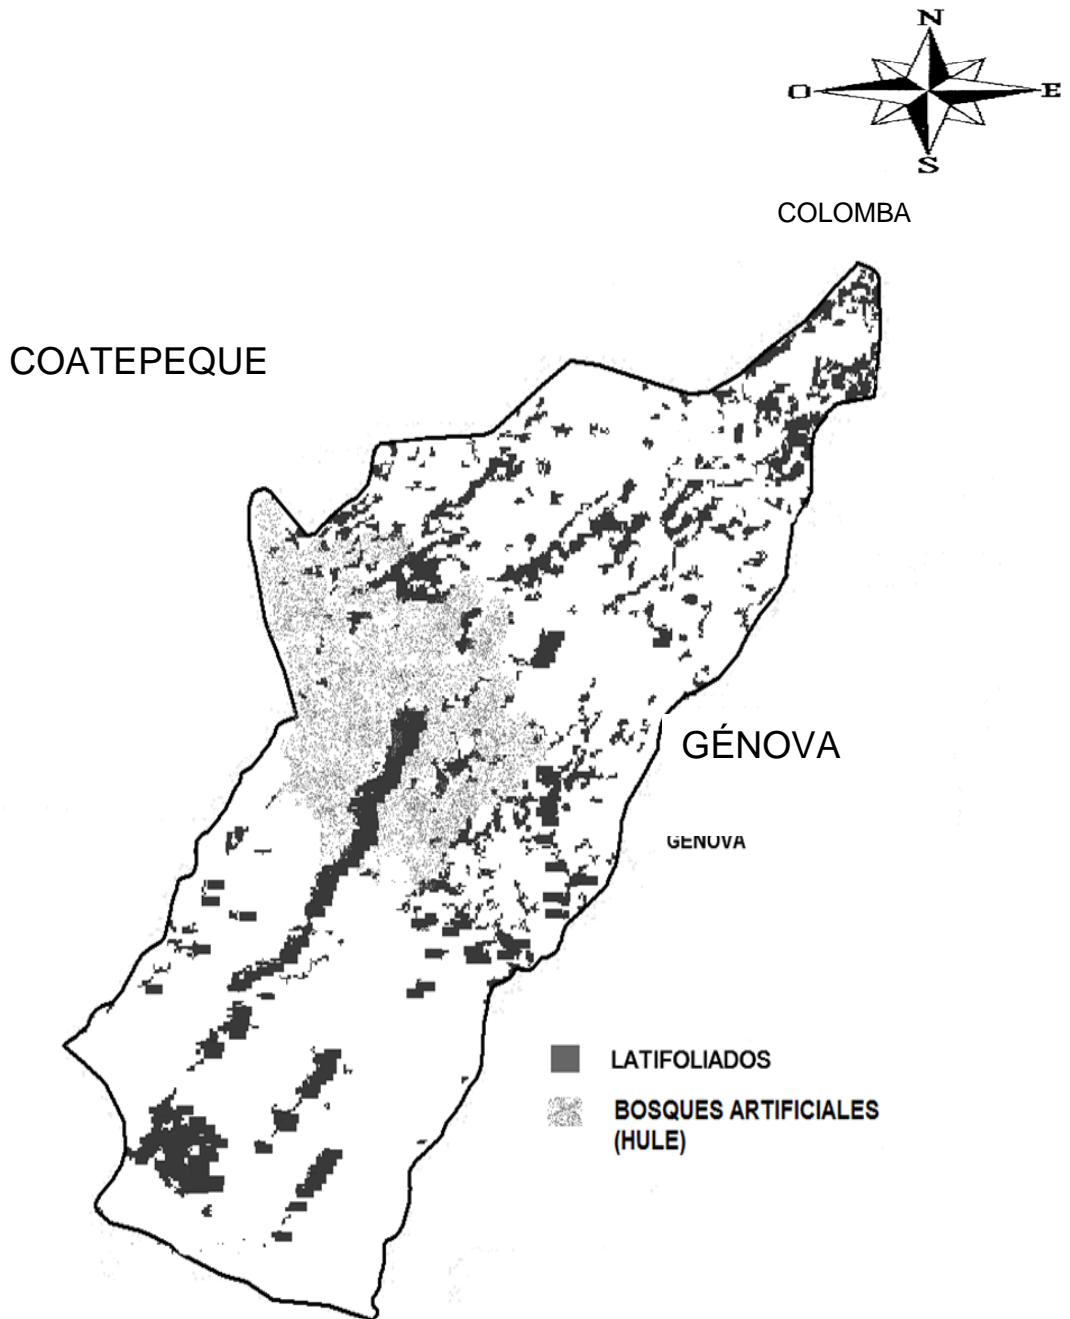 N
O E
S
COLOMBA
COATEPEQUE
GÉNOVA
GENOVA
LATIFOLIADOS
BOSQUES ARTIFICIALES
(HULE)